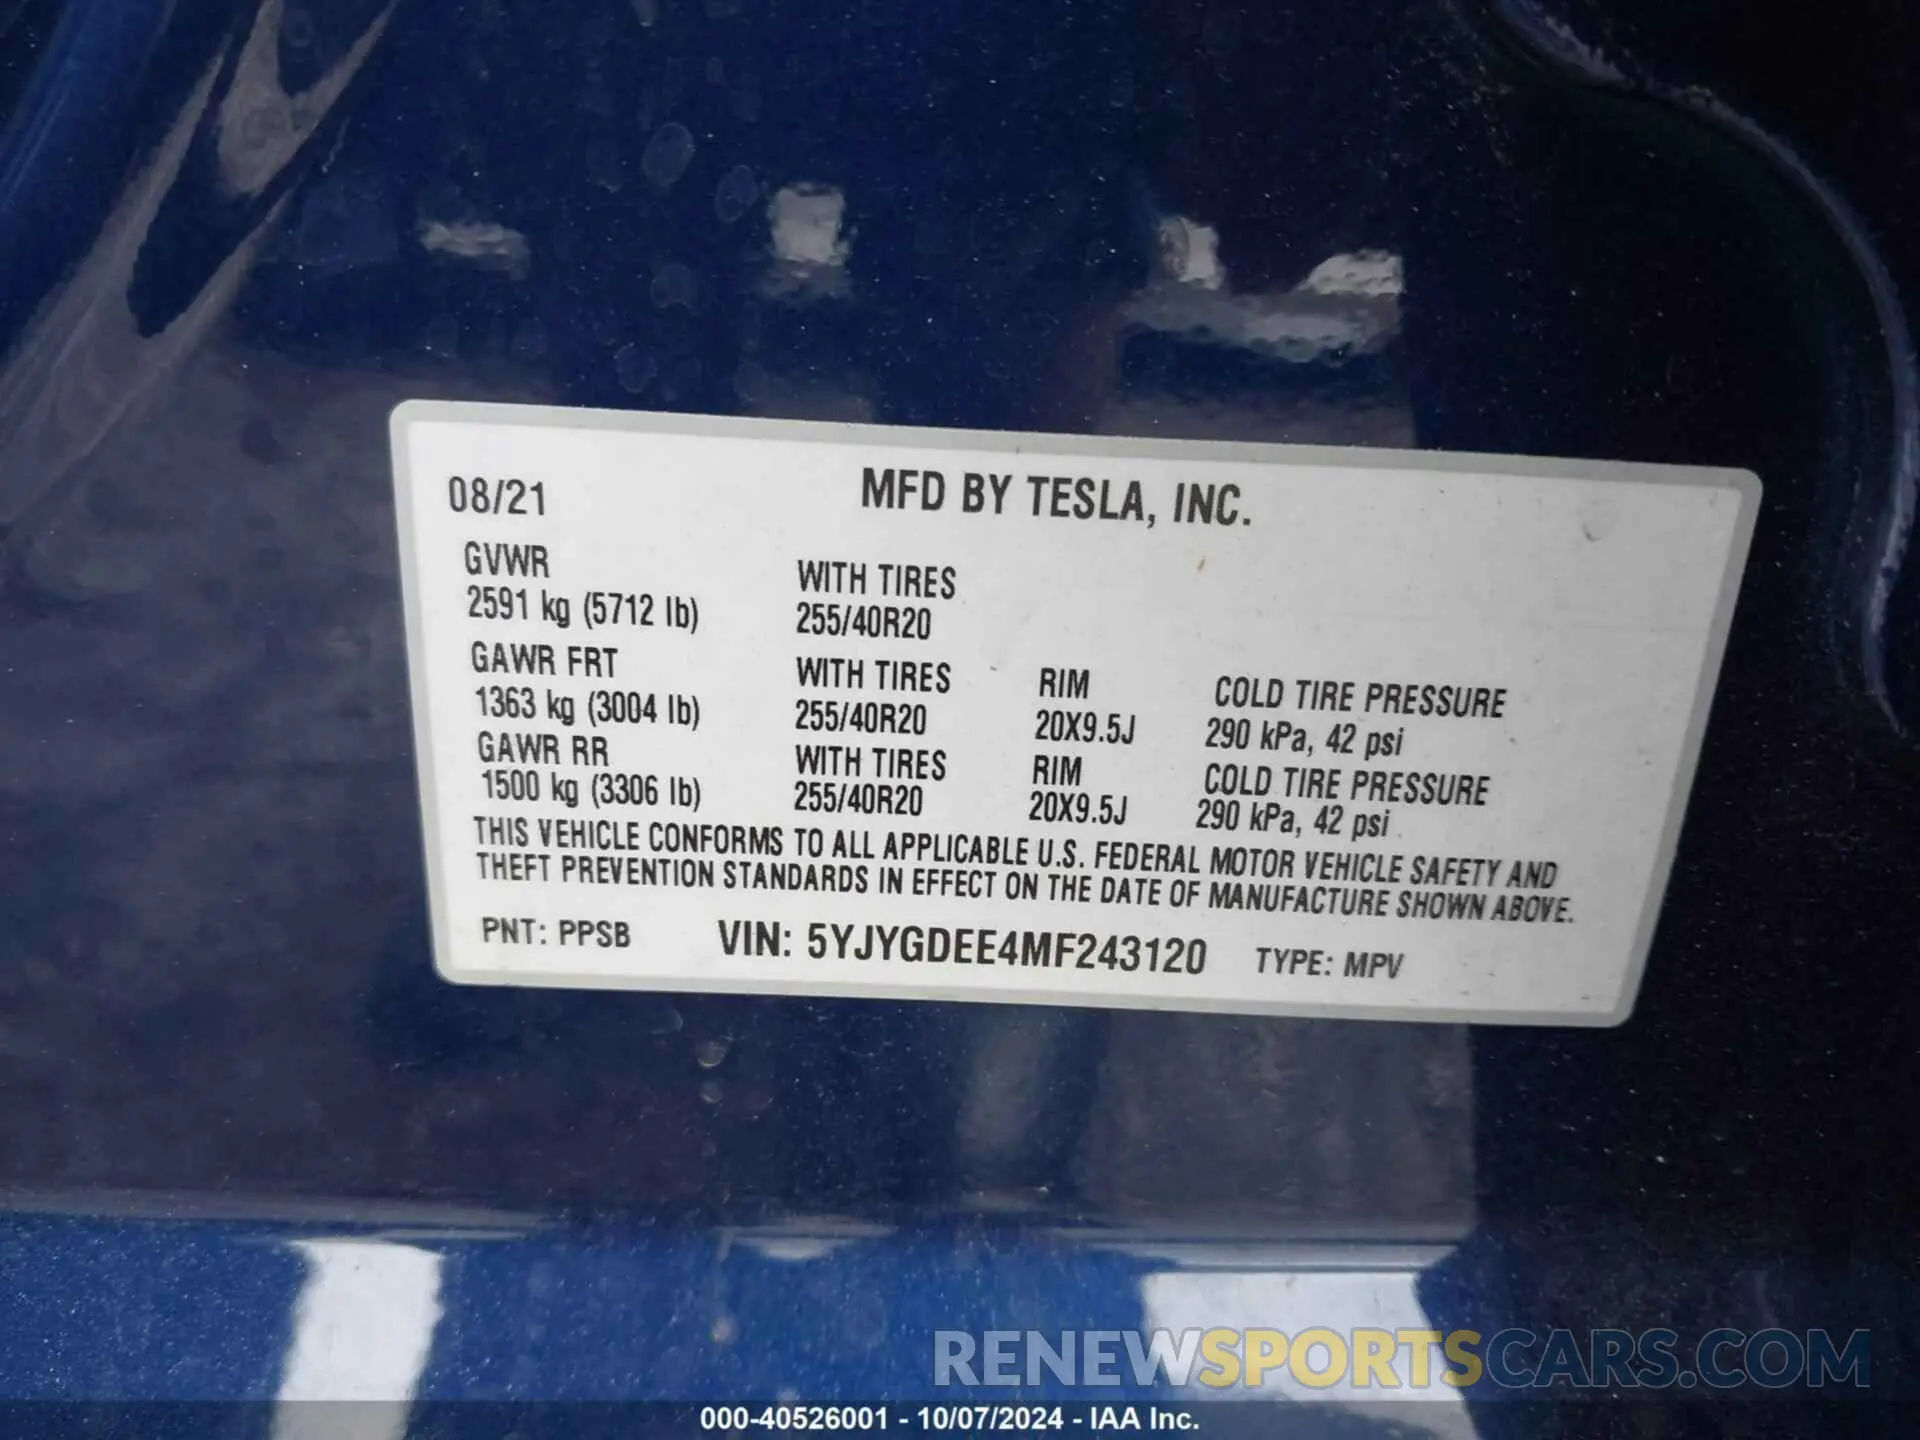 08/21 MFD BY TESLA, INC.
GVWR WITH TIRES
2591 kg (5712 lb) 255/40R20
GAWR FRT WITH TIRES RIM COLD TIRE PRESSURE
1363 kg (3004 lb) 255/40R20 20X9.5J 290 kPa, 42 psi
GAWR RR WITH TIRES RIM COLD TIRE PRESSURE
1500 kg (3306 lb) 255/40R20 20X9.5J 290 kPa, 42 psi
THIS VEHICLE CONFORMS TO ALL APPLICABLE U.S. FEDERAL MOTOR VEHICLE SAFETY AND
THEFT PREVENTION STANDARDS IN EFFECT ON THE DATE OF MANUFACTURE SHOWN ABOVE.
PNT: PPSB VIN: 5YJYGDEE4MF243120 TYPE: MPV
RENEWSPORTSCARS.COM
000-40526001 - 10/07/2024 - IAA Inc.